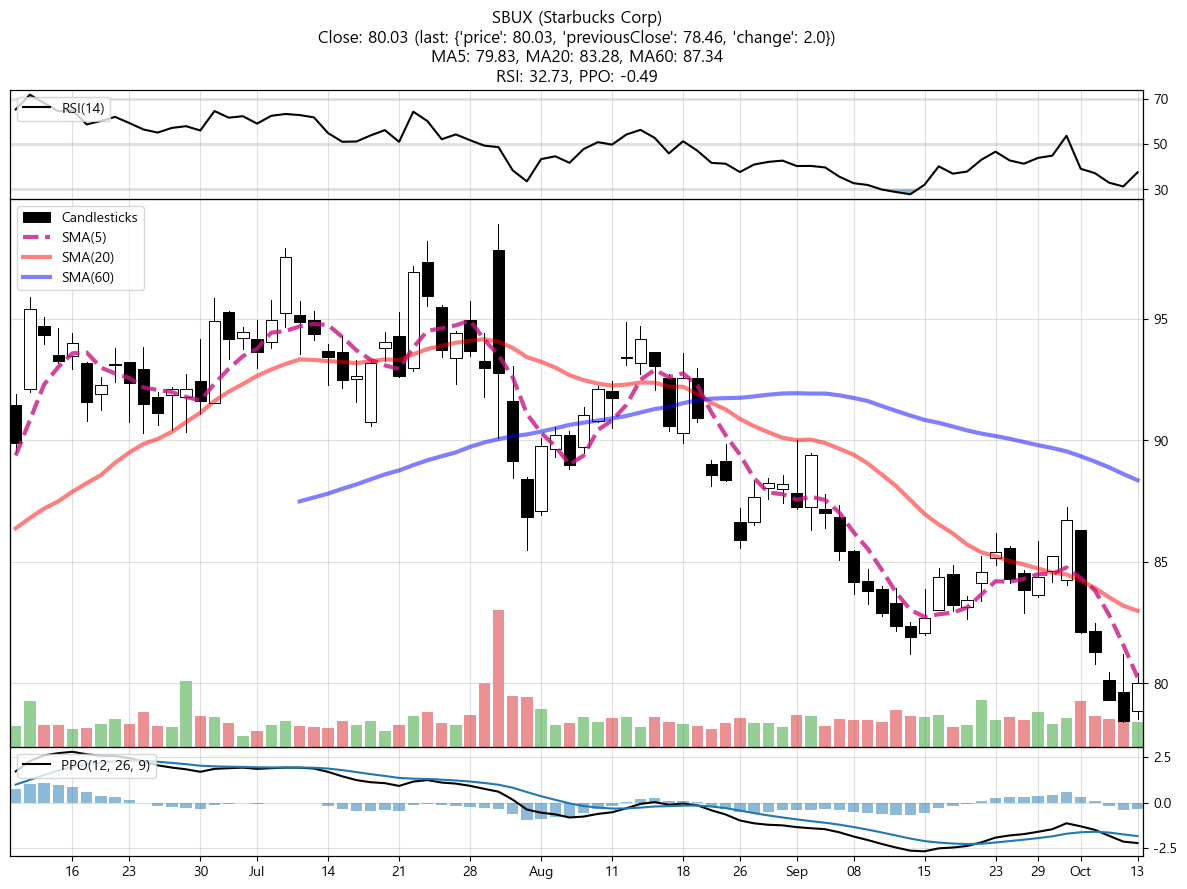 SBUX (Starbucks Corp)
Close: 80.03 (last: {'price': 80.03, 'previousClose': 78.46, 'change': 2.0})
MA5: 79.83, MA20: 83.28, MA60: 87.34
RSI: 32.73, PPO: -0.49
RSI(14)
70
50
30
Candlesticks
SMA(5)
SMA(20)
SMA(60)
95
90
85
80
PPO(12, 26, 9)
2.5
0.0
-2.5
16 23 30 Jul 14 21 28 Aug 11 18 26 Sep 08 15 23 29 Oct 13